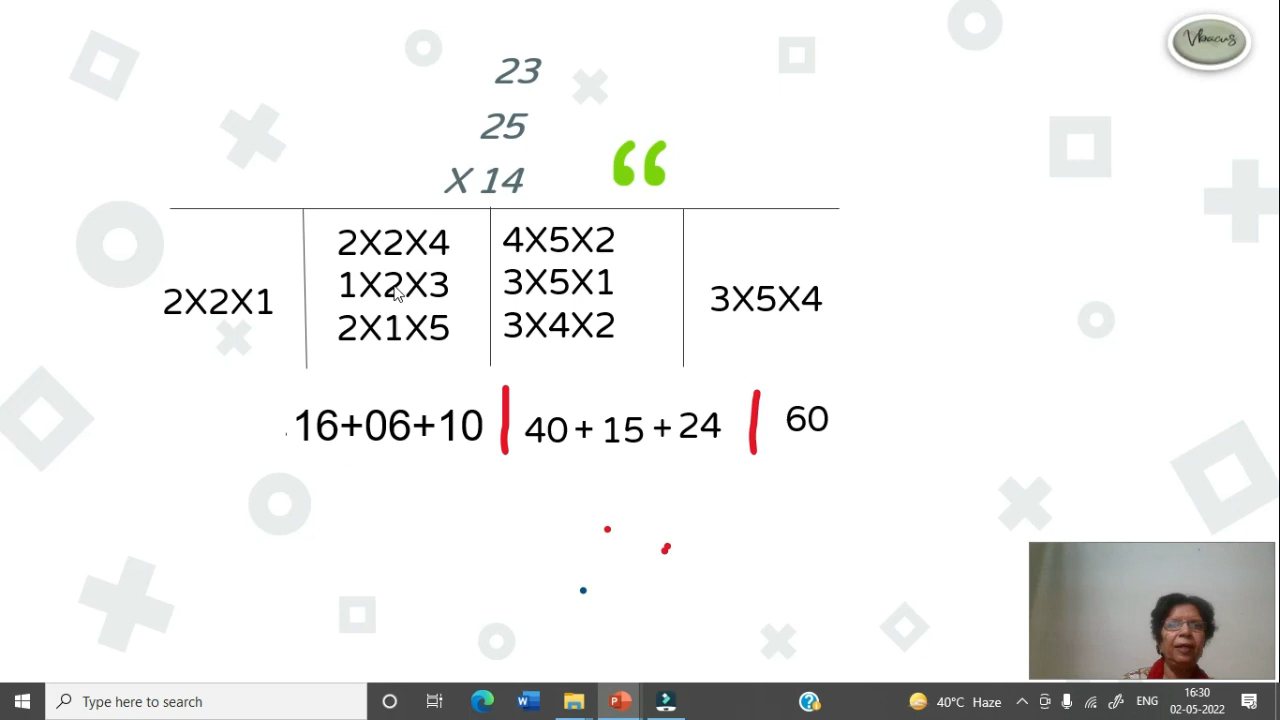 Vbacus
23
25
X 14
2X2X1
2X2X4
1X2X3
2X1X5
4X5X2
3X5X1
3X4X2
3X5X4
16+06+10
40 + 15 + 24
60
Type here to search
40°C Haze
ENG
16:30
02-05-2022